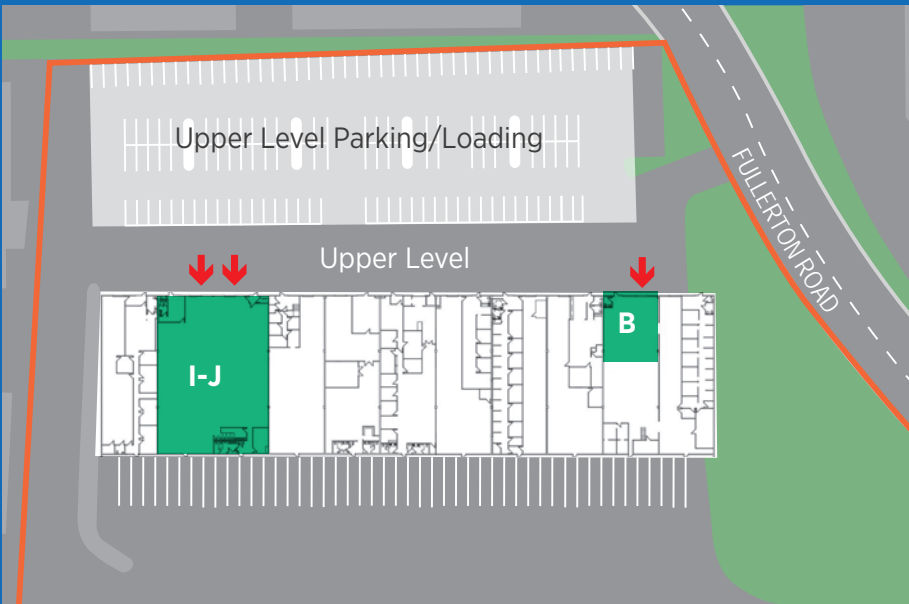 Upper Level Parking/Loading
FULLERTON ROAD
Upper Level
B
I-J